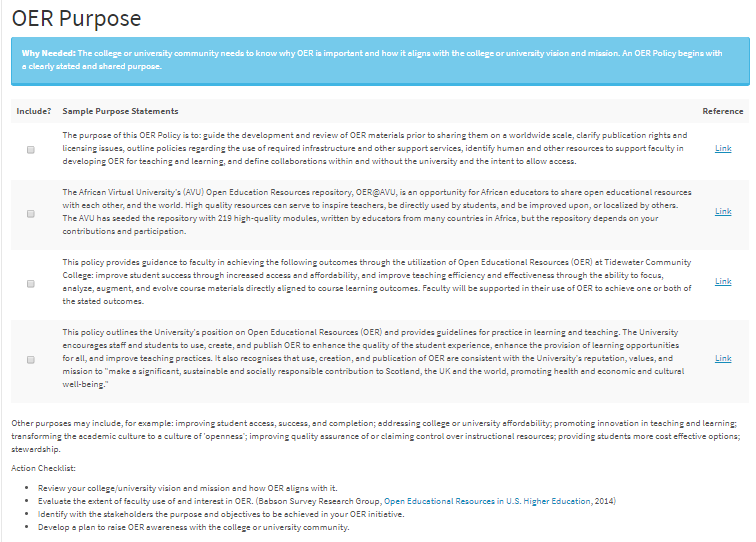 OER Purpose
Why Needed: The college or university community needs to know why OER is important and how it aligns with the college or university vision and mission. An OER Policy begins with
a clearly stated and shared purpose.
Include? Sample Purpose Statements Reference
The purpose of this OER Policy is to: guide the development and review of OER materials prior to sharing them on a worldwide scale, clarify publication rights and
licensing issues, outline policies regarding the use of required infrastructure and other support services, identify human and other resources to support faculty in
developing OER for teaching and learning, and define collaborations within and without the university and the intent to allow access.
Link
The African Virtual University's (AVU) Open Education Resources repository, OER@AVU, is an opportunity for African educators to share open educational resources
with each other, and the world. High quality resources can serve to inspire teachers, be directly used by students, and be improved upon, or localized by others.
The AVU has seeded the repository with 219 high-quality modules, written by educators from many countries in Africa, but the repository depends on your
contributions and participation.
Link
This policy provides guidance to faculty in achieving the following outcomes through the utilization of Open Educational Resources (OER) at Tidewater Community
College: improve student success through increased access and affordability, and improve teaching efficiency and effectiveness through the ability to focus,
analyze, augment, and evolve course materials directly aligned to course learning outcomes. Faculty will be supported in their use of OER to achieve one or both of
the stated outcomes.
Link
This policy outlines the University's position on Open Educational Resources (OER) and provides guidelines for practice in learning and teaching. The University
encourages staff and students to use, create, and publish OER to enhance the quality of the student experience, enhance the provision of learning opportunities
for all, and improve teaching practices. It also recognises that use, creation, and publication of OER are consistent with the University's reputation, values, and
mission to "make a significant, sustainable and socially responsible contribution to Scotland, the UK and the world, promoting health and economic and cultural
well-being."
Link
Other purposes may include, for example: improving student access, success, and completion; addressing college or university affordability; promoting innovation in teaching and learning;
transforming the academic culture to a culture of 'openness'; improving quality assurance of or claiming control over instructional resources; providing students more cost effective options;
stewardship.
Action Checklist:
• Review your college/university vision and mission and how OER aligns with it.
• Evaluate the extent of faculty use of and interest in OER. (Babson Survey Research Group, Open Educational Resources in U.S. Higher Education, 2014)
• Identify with the stakeholders the purpose and objectives to be achieved in your OER initiative.
• Develop a plan to raise OER awareness with the college or university community.